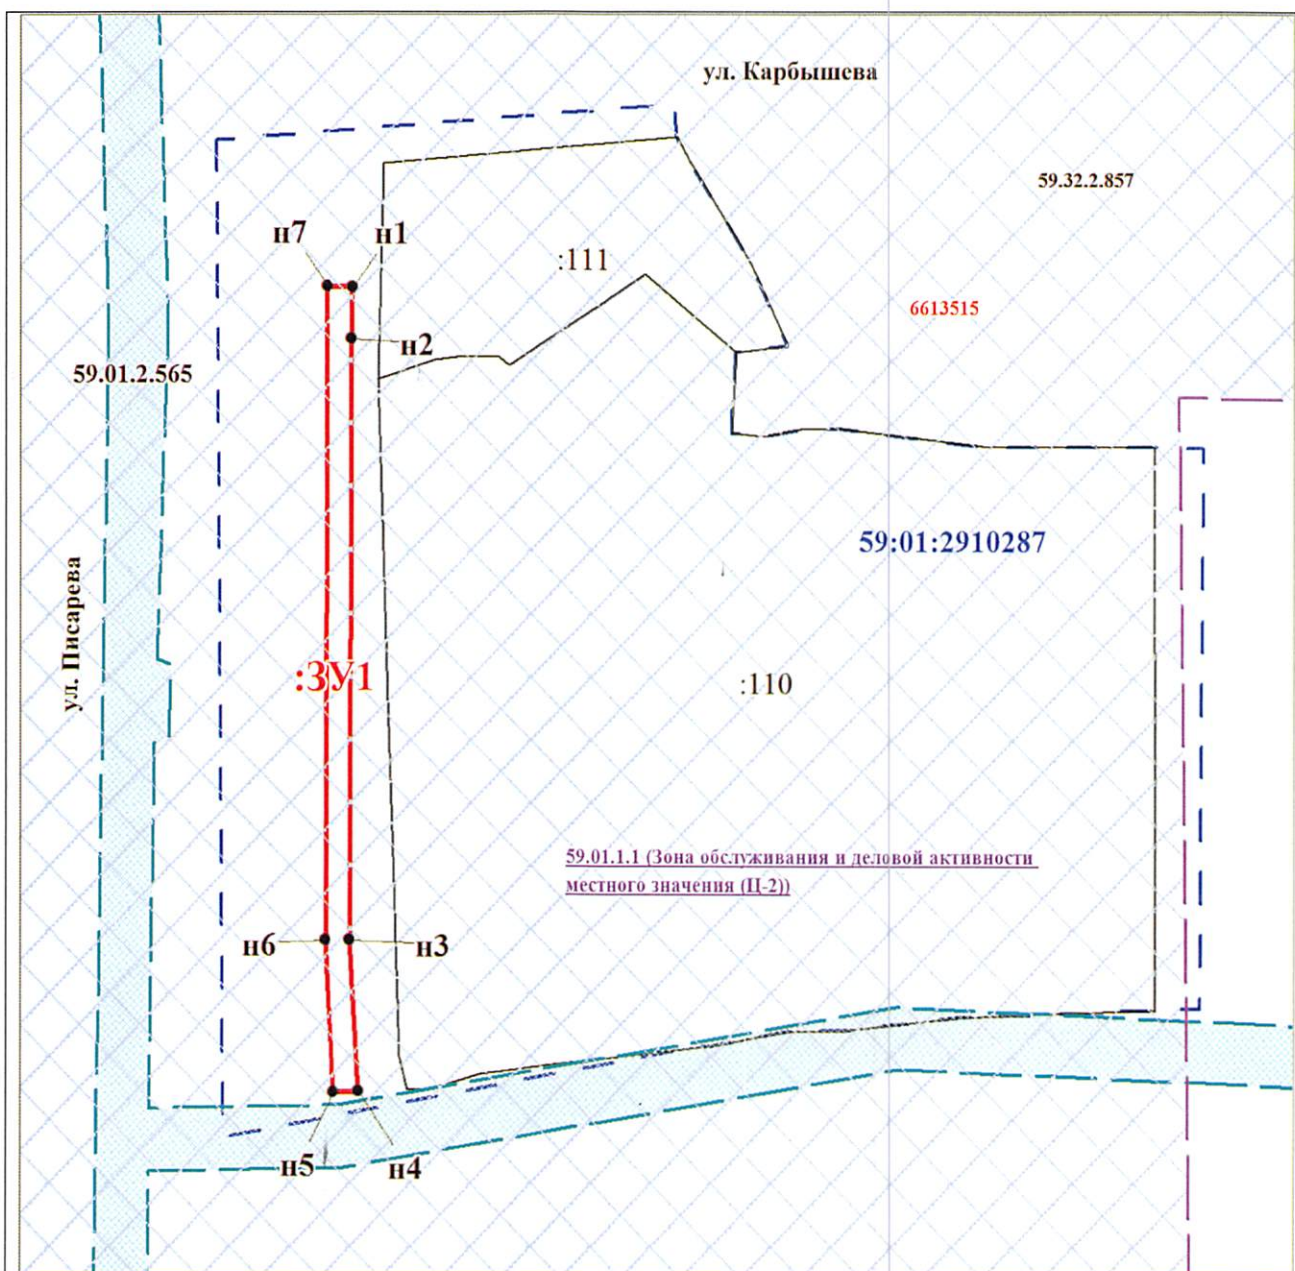 ул. Карбышева
59.32.2.857
н7
н1
:111
6613515
н2
59.01.2.565
59:01:2910287
ул. Писарева
:ЗУ1
:110
59.01.1.1 (Зона обслуживания и деловой активности
местного значения (Ц-2))
н6
н3
н5
н4